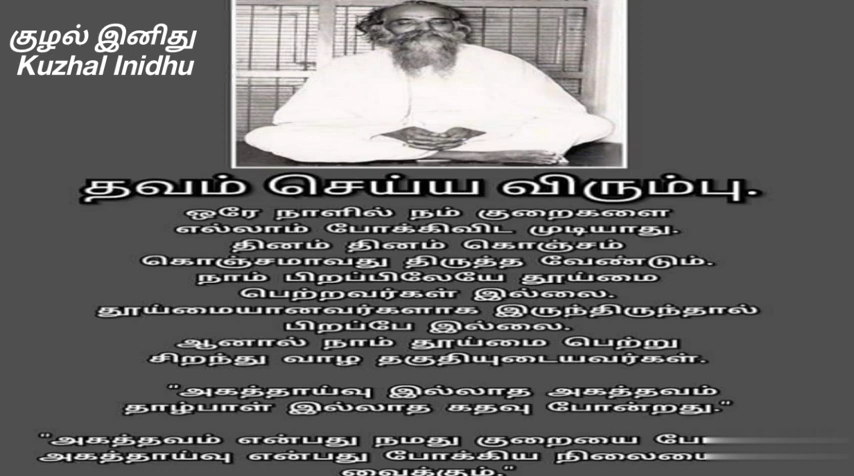 குழல் இனிது
Kuzhal Inidhu
தவம் செய்ய விரும்பு.
ஒரே நாளில் நம் குறைகளை
எல்லாம் போக்கிவிட முடியாது.
தினம் தினம் கொஞ்சம்
கொஞ்சமாவது திருத்த வேண்டும்.
நாம் பிறப்பிலேயே தூய்மை
பெற்றவர்கள் இல்லை.
தூய்மையானவர்களாக இருந்திருந்தால்
பிறப்பே இல்லை.
ஆனால் நாம் தூய்மை பெற்று
சிறந்து வாழ தகுதியுடையவர்கள்.
"அகத்தாய்வு இல்லாத அகத்தவம்
தாழ்பாள் இல்லாத கதவு போன்றது."
"அகத்தவம் என்பது நமது குறையை
அகத்தாய்வு என்பது போக்கிய
வைக்கும்."